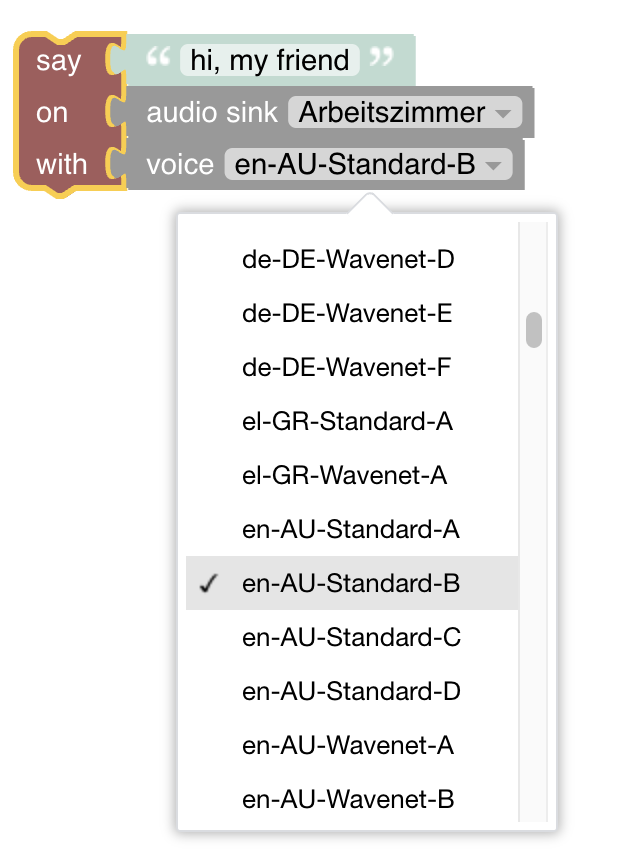 say “ hi, my friend ”
on audio sink Arbeitszimmer
with voice en-AU-Standard-B
de-DE-Wavenet-D
de-DE-Wavenet-E
de-DE-Wavenet-F
el-GR-Standard-A
el-GR-Wavenet-A
en-AU-Standard-A
✓ en-AU-Standard-B
en-AU-Standard-C
en-AU-Standard-D
en-AU-Wavenet-A
en-AU-Wavenet-B